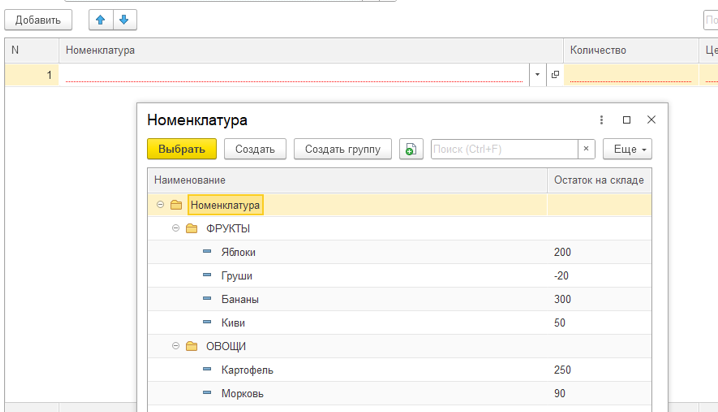 Добавить
N Номенклатура Количество
1
Номенклатура
Выбрать Создать Создать группу Поиск (Ctrl+F) × Еще
Наименование Остаток на складе
Номенклатура
ФРУКТЫ
Яблоки 200
Груши -20
Бананы 300
Киви 50
ОВОЩИ
Картофель 250
Морковь 90